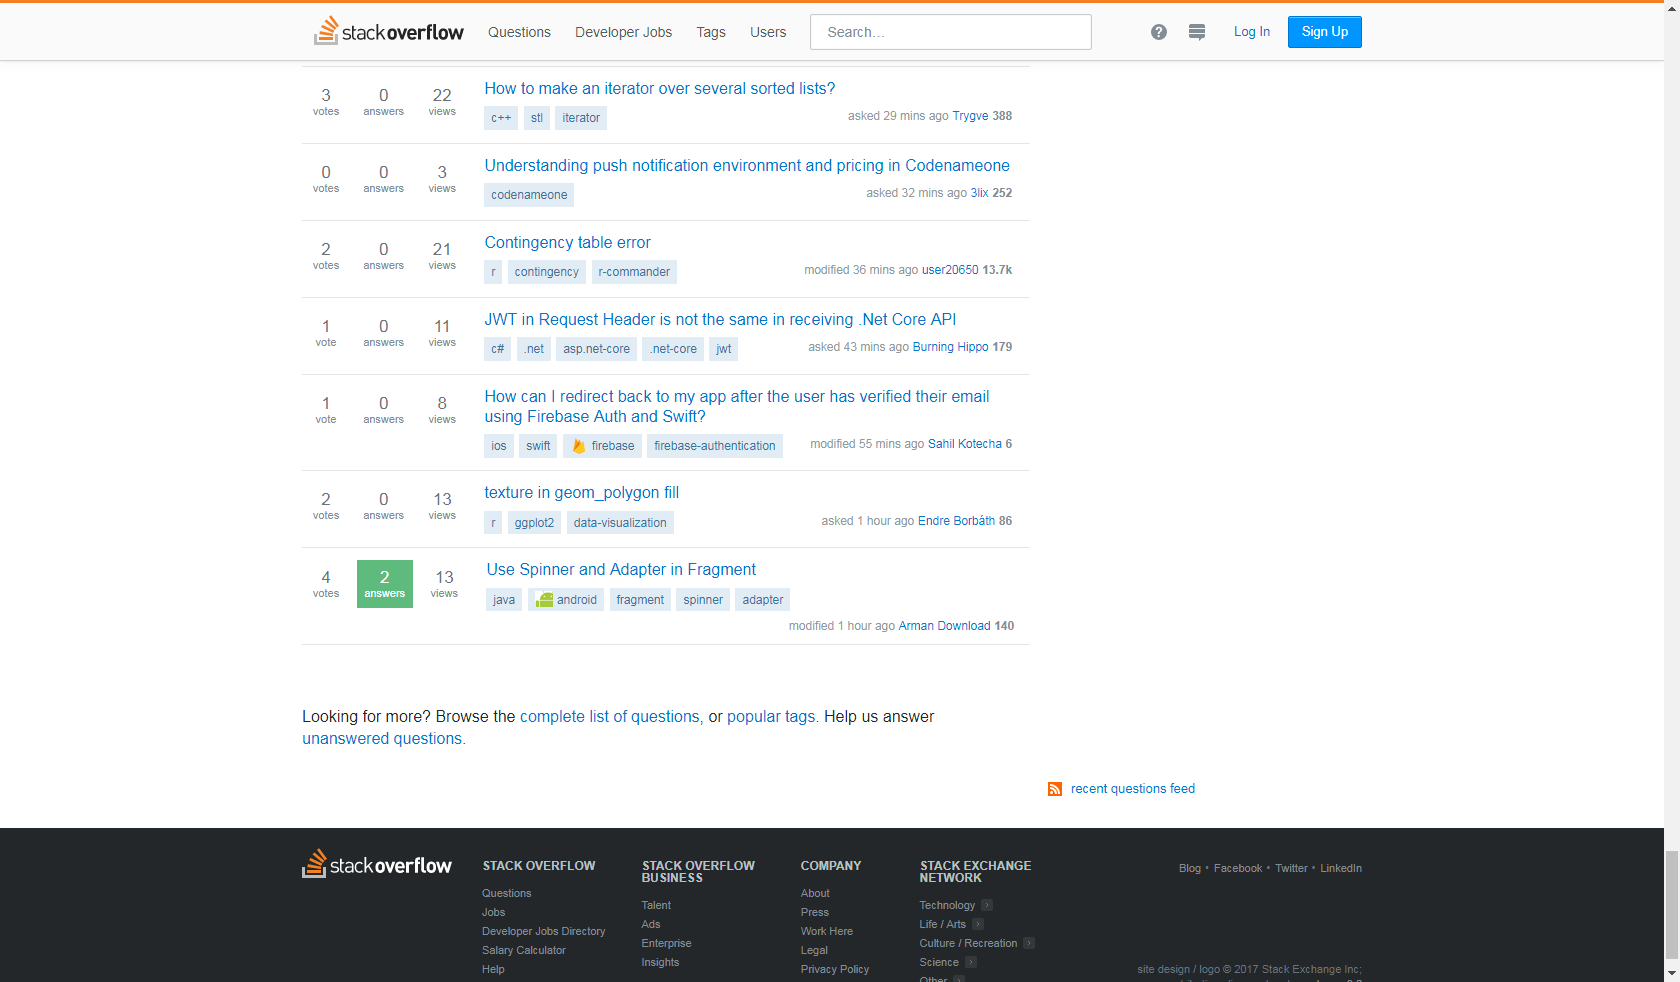 stackoverflow Questions Developer Jobs Tags Users Search… ? Log In Sign Up
3 votes 0 answers 22 views
How to make an iterator over several sorted lists?
c++ stl iterator
asked 29 mins ago Trygve 388
0 votes 0 answers 3 views
Understanding push notification environment and pricing in Codenameone
codenameone
asked 32 mins ago 3lix 252
2 votes 0 answers 21 views
Contingency table error
r contingency r-commander
modified 36 mins ago user20650 13.7k
1 vote 0 answers 11 views
JWT in Request Header is not the same in receiving .Net Core API
c# .net asp.net-core .net-core jwt
asked 43 mins ago Burning Hippo 179
1 vote 0 answers 8 views
How can I redirect back to my app after the user has verified their email
using Firebase Auth and Swift?
ios swift firebase firebase-authentication
modified 55 mins ago Sahil Kotecha 6
2 votes 0 answers 13 views
texture in geom_polygon fill
r ggplot2 data-visualization
asked 1 hour ago Endre Borbáth 86
4 votes 2 answers 13 views
Use Spinner and Adapter in Fragment
java android fragment spinner adapter
modified 1 hour ago Arman Download 140
Looking for more? Browse the complete list of questions, or popular tags. Help us answer
unanswered questions.
recent questions feed
stackoverflow
STACK OVERFLOW
Questions
Jobs
Developer Jobs Directory
Salary Calculator
Help
STACK OVERFLOW
BUSINESS
Talent
Ads
Enterprise
Insights
COMPANY
About
Press
Work Here
Legal
Privacy Policy
STACK EXCHANGE
NETWORK
Technology
Life / Arts
Culture / Recreation
Science
Other
Blog • Facebook • Twitter • LinkedIn
site design / logo © 2017 Stack Exchange Inc;